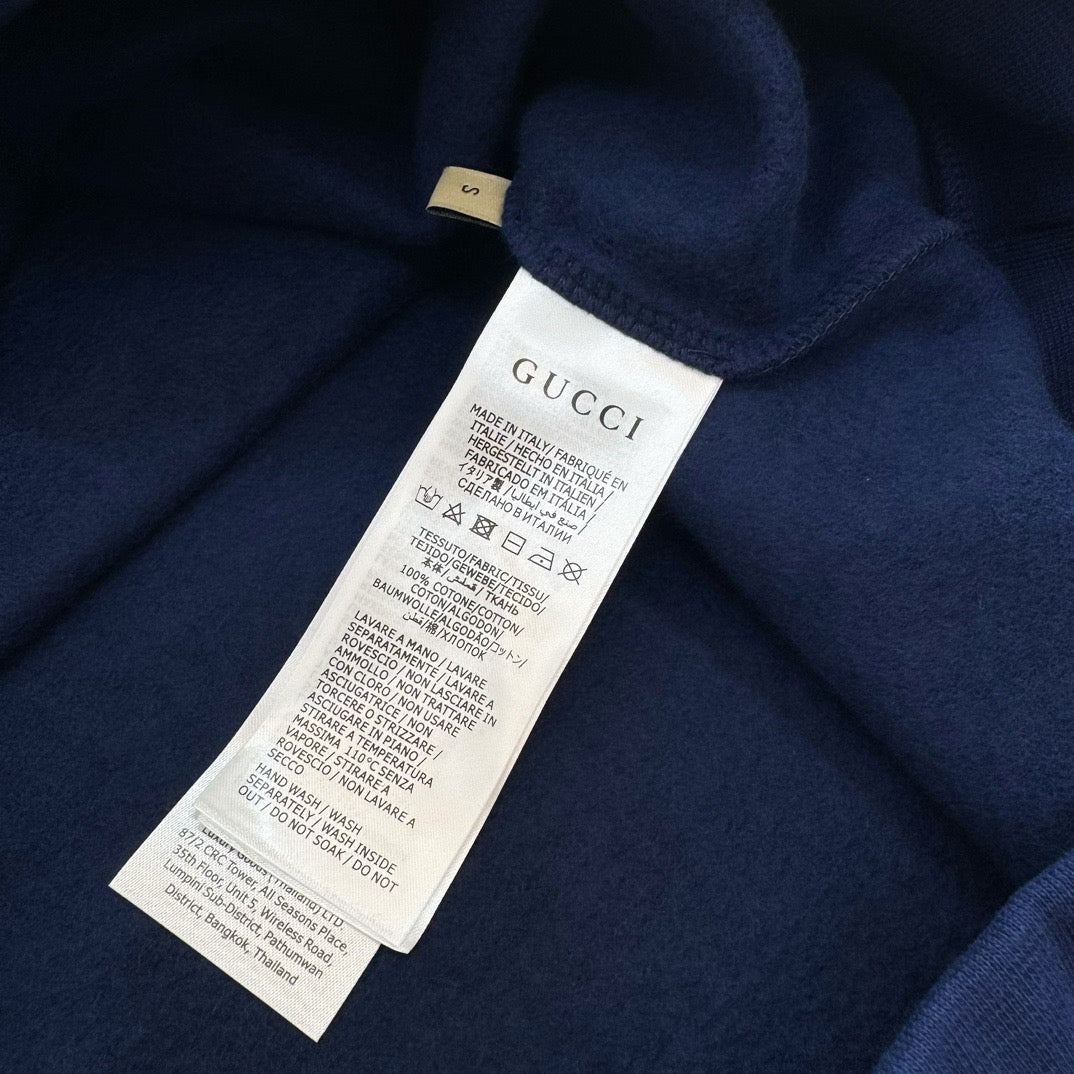 S
GUCCI
MADE IN ITALY/ FABRIQUÉ EN
ITALIE / HECHO EN ITALIA /
HERGESTELLT IN ITALIEN /
FABRICADO EM ITÁLIA /
イタリア製 / صنع في ايطاليا /
СДЕЛАНО В ИТАЛИИ
TESSUTO/FABRIC/TISSU/
TEJIDO/GEWEBE/TECIDO/
本体/قماش/ТКАНЬ
100% COTONE/COTTON/
COTON/ALGODON/
BAUMWOLLE/ALGODÃO/コットン/
قطن/棉/ХЛОПОК
LAVARE A MANO / LAVARE
SEPARATAMENTE / LAVARE A
ROVESCIO / NON LASCIARE IN
AMMOLLO / NON TRATTARE
CON CLORO / NON USARE
ASCIUGATRICE / NON
TORCERE O STRIZZARE /
ASCIUGARE IN PIANO /
STIRARE A TEMPERATURA
MASSIMA 110°C SENZA
VAPORE / STIRARE A
ROVESCIO / NON LAVARE A
SECCO
HAND WASH / WASH
SEPARATELY / WASH INSIDE
OUT / DO NOT SOAK / DO NOT
Luxury Goods (Thailand) LTD
87/2 CRC Tower, All Seasons Place,
35th Floor, Unit 5, Wireless Road,
Lumpini Sub-District, Pathumwan
District, Bangkok, Thailand